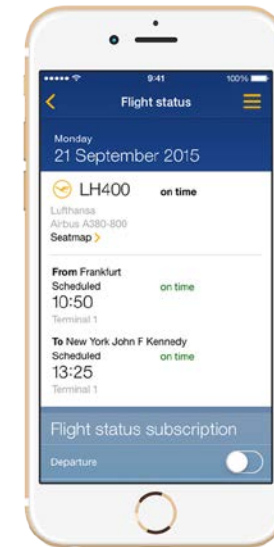 9:41 100%
Flight status
Monday
21 September 2015
LH400 on time
Lufthansa
Airbus A380-800
Seatmap >
From Frankfurt
Scheduled on time
10:50
Terminal 1
To New York John F Kennedy
Scheduled on time
13:25
Terminal 1
Flight status subscription
Departure